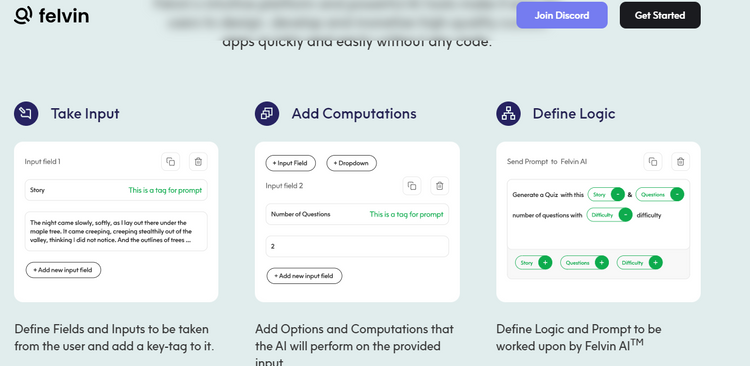 felvin
Join Discord
Get Started
apps quickly and easily without any code.
Take Input
Input field 1
Story
This is a tag for prompt
The night came slowly, softly, as I lay out there under the
maple tree. It came creeping, creeping stealthily out of the
valley, thinking I did not notice. And the outlines of trees ...
+ Add new input field
Define Fields and Inputs to be taken
from the user and add a key-tag to it.
Add Computations
+ Input Field
+ Dropdown
Input field 2
Number of Questions
This is a tag for prompt
2
+ Add new input field
Add Options and Computations that
the AI will perform on the provided
input.
Define Logic
Send Prompt to Felvin AI
Generate a Quiz with this Story - & Questions -
number of questions with Difficulty - difficulty
Story + Questions + Difficulty +
Define Logic and Prompt to be
worked upon by Felvin AI™